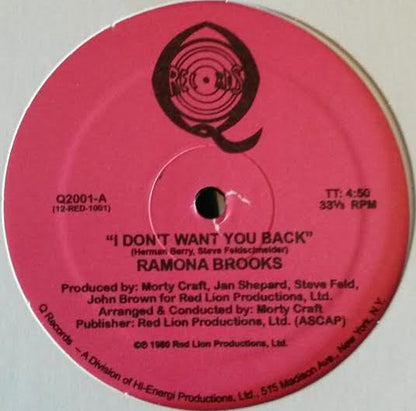 Q
RECORDS
Q2001-A
(12-RED-1001)
TT: 4:50
33⅓ RPM
"I DON'T WANT YOU BACK"
(Herman Berry, Steve Feldschneider)
RAMONA BROOKS
Produced by: Morty Craft, Jan Shepard, Steve Feld,
John Brown for Red Lion Productions, Ltd.
Arranged & Conducted by: Morty Craft
Publisher: Red Lion Productions, Ltd. (ASCAP)
©℗ 1980 Red Lion Productions, Ltd.
Q Records — A Division of Hi-Energi Productions, Ltd., 515 Madison Ave., New York, N.Y.